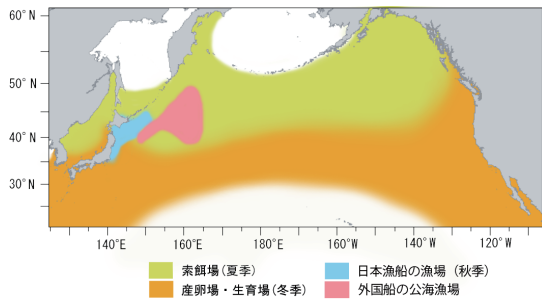 60° N
50° N
40° N
30° N
140°E
160°E
180°E
160°W
140°W
120°W
索餌場(夏季)
日本漁船の漁場 (秋季)
産卵場・生育場(冬季)
外国船の公海漁場